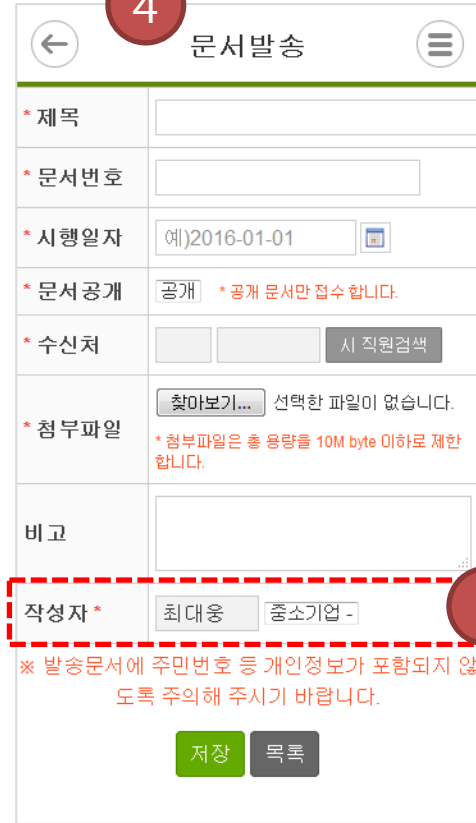 4
문서발송
* 제목
* 문서번호
* 시행일자 예)2016-01-01
* 문서공개 공개 * 공개 문서만 접수 합니다.
* 수신처 시 직원검색
* 첨부파일 찾아보기... 선택한 파일이 없습니다.
* 첨부파일은 총 용량을 10M byte 이하로 제한
합니다.
비고
작성자 * 최대웅 중소기업 -
※ 발송문서에 주민번호 등 개인정보가 포함되지 않
도록 주의해 주시기 바랍니다.
저장 목록